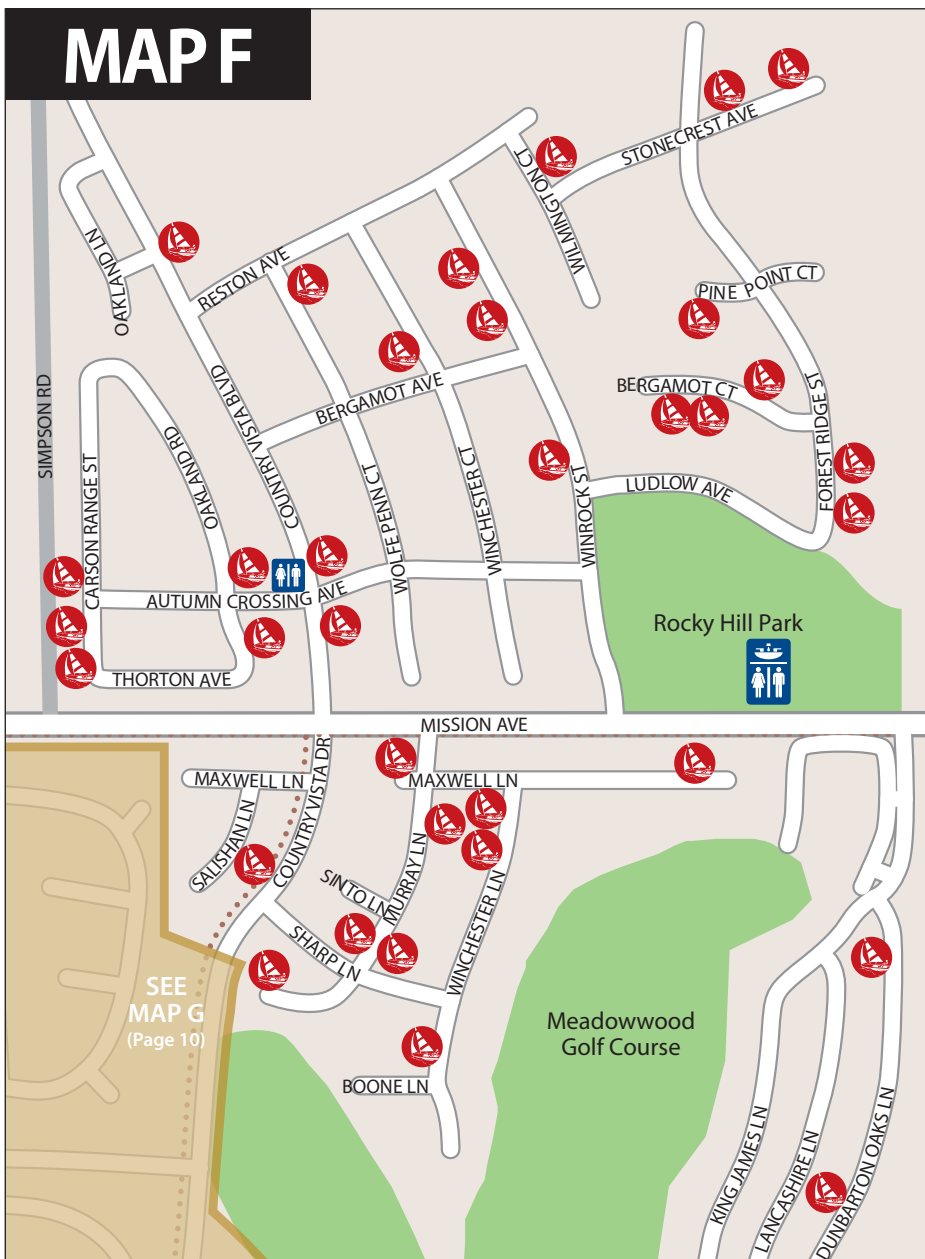 MAP F
STONECREST AVE
WILMINGTON CT
OAKLAND LN
RESTON AVE
PINE POINT CT
SIMPSON RD
COUNTRY VISTA BLVD
BERGAMOT AVE
BERGAMOT CT
FOREST RIDGE ST
OAKLAND RD
CARSON RANGE ST
WOLFE PENN CT
WINCHESTER CT
WINROCK ST
LUDLOW AVE
AUTUMN CROSSING AVE
Rocky Hill Park
THORTON AVE
MISSION AVE
MAXWELL LN
COUNTRY VISTA DR
MAXWELL LN
SALISHAN LN
SINTO LN
MURRAY LN
WINCHESTER LN
SHARP LN
SEE
MAP G
(Page 10)
Meadowwood
Golf Course
BOONE LN
KING JAMES LN
LANCASHIRE LN
DUNBARTON OAKS LN